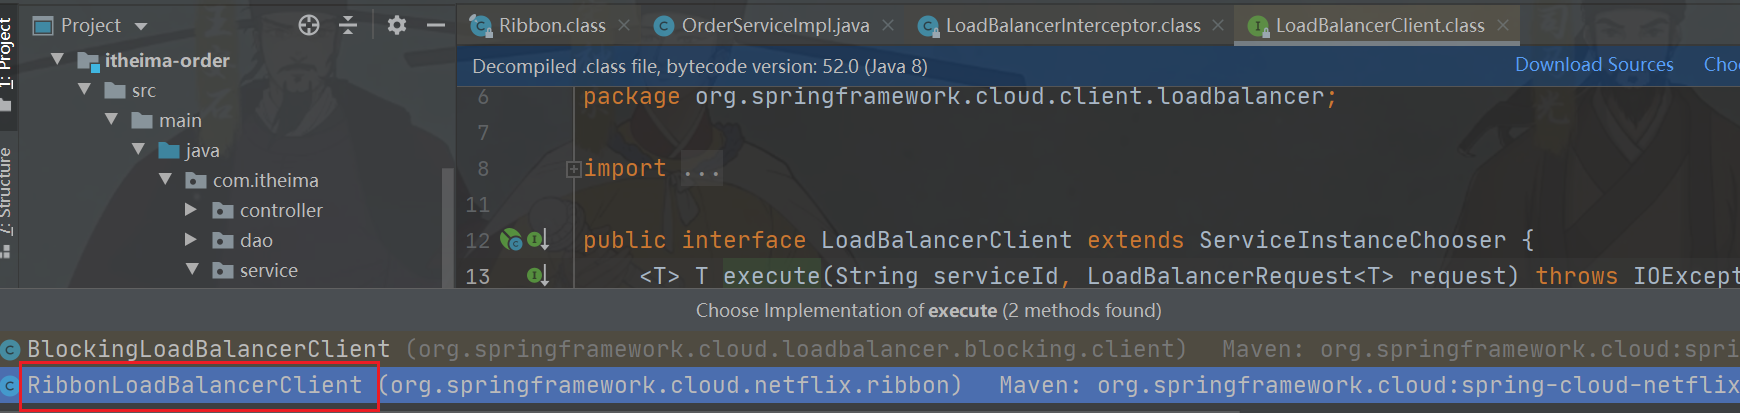 1: Project
Z: Structure
Project
itheima-order
src
main
java
com.itheima
controller
dao
service
Ribbon.class
OrderServiceImpl.java
LoadBalancerInterceptor.class
LoadBalancerClient.class
Decompiled .class file, bytecode version: 52.0 (Java 8)
Download Sources
Choo
6 package org.springframework.cloud.client.loadbalancer;
7
8 import ...
11
12 public interface LoadBalancerClient extends ServiceInstanceChooser {
13 <T> T execute(String serviceId, LoadBalancerRequest<T> request) throws IOExcept
Choose Implementation of execute (2 methods found)
BlockingLoadBalancerClient (org.springframework.cloud.loadbalancer.blocking.client) Maven: org.springframework.cloud:spri
RibbonLoadBalancerClient (org.springframework.cloud.netflix.ribbon) Maven: org.springframework.cloud:spring-cloud-netflix